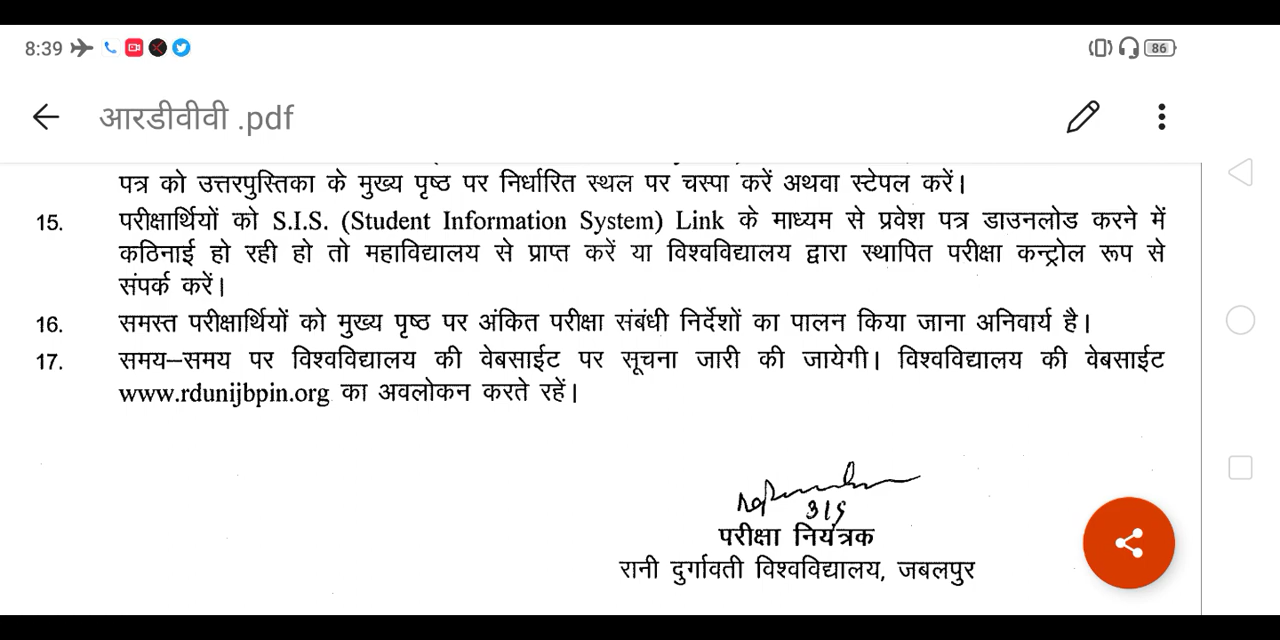 8:39
86
आरडीवीवी .pdf
पत्र को उत्तरपुस्तिका के मुख्य पृष्ठ पर निर्धारित स्थल पर चस्पा करें अथवा स्टेपल करें।
15. परीक्षार्थियों को S.I.S. (Student Information System) Link के माध्यम से प्रवेश पत्र डाउनलोड करने में
कठिनाई हो रही हो तो महाविद्यालय से प्राप्त करें या विश्वविद्यालय द्वारा स्थापित परीक्षा कन्ट्रोल रूप से
संपर्क करें।
16. समस्त परीक्षार्थियों को मुख्य पृष्ठ पर अंकित परीक्षा संबंधी निर्देशों का पालन किया जाना अनिवार्य है।
17. समय–समय पर विश्वविद्यालय की वेबसाईट पर सूचना जारी की जायेगी। विश्वविद्यालय की वेबसाईट
www.rdunijbpin.org का अवलोकन करते रहें।
परीक्षा नियंत्रक
रानी दुर्गावती विश्वविद्यालय, जबलपुर